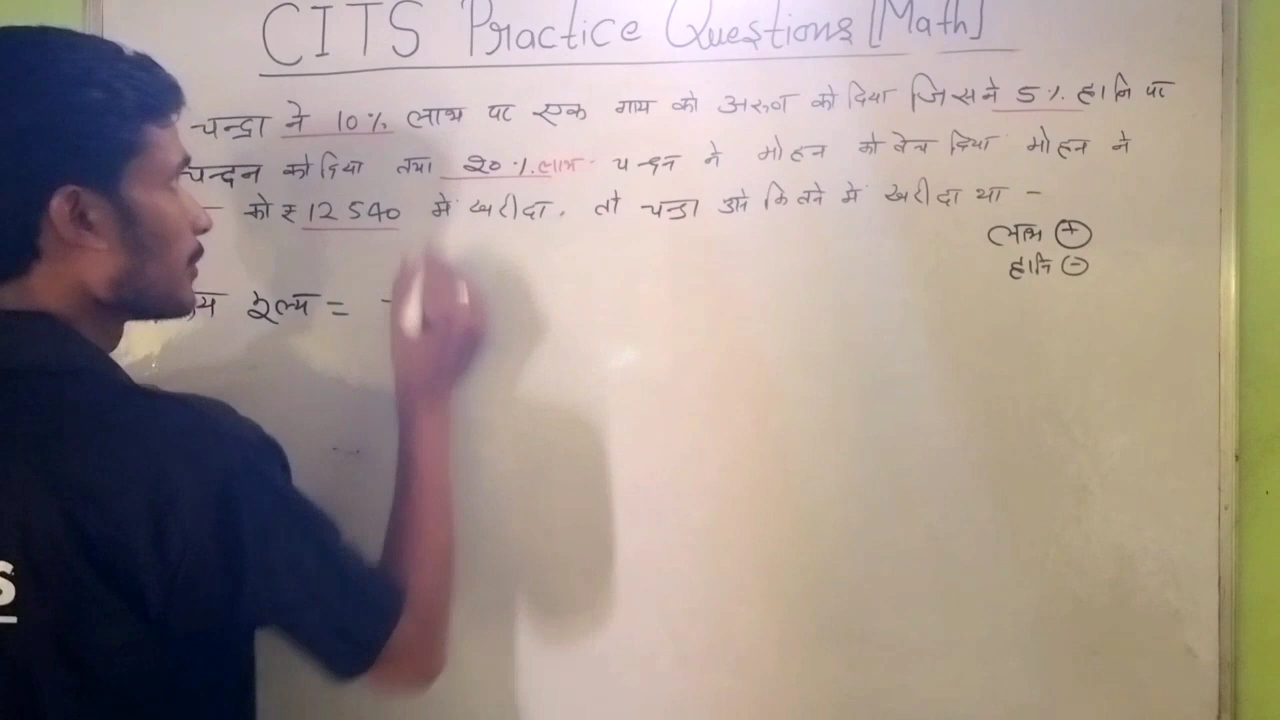 CITS Practice Questions [Math]
चन्द्रा ने 10% लाभ पर एक गाय को अरुण को दिया जिसने 5% हानि पर
चन्दन को दिया तथा 20% लाभ चन्दन ने मोहन को बेच दिया मोहन ने
को ₹ 12540 में खरीदा, तो चन्द्रा उसे कितने में खरीदा था -
लाभ +
हानि -
मूल्य =
S